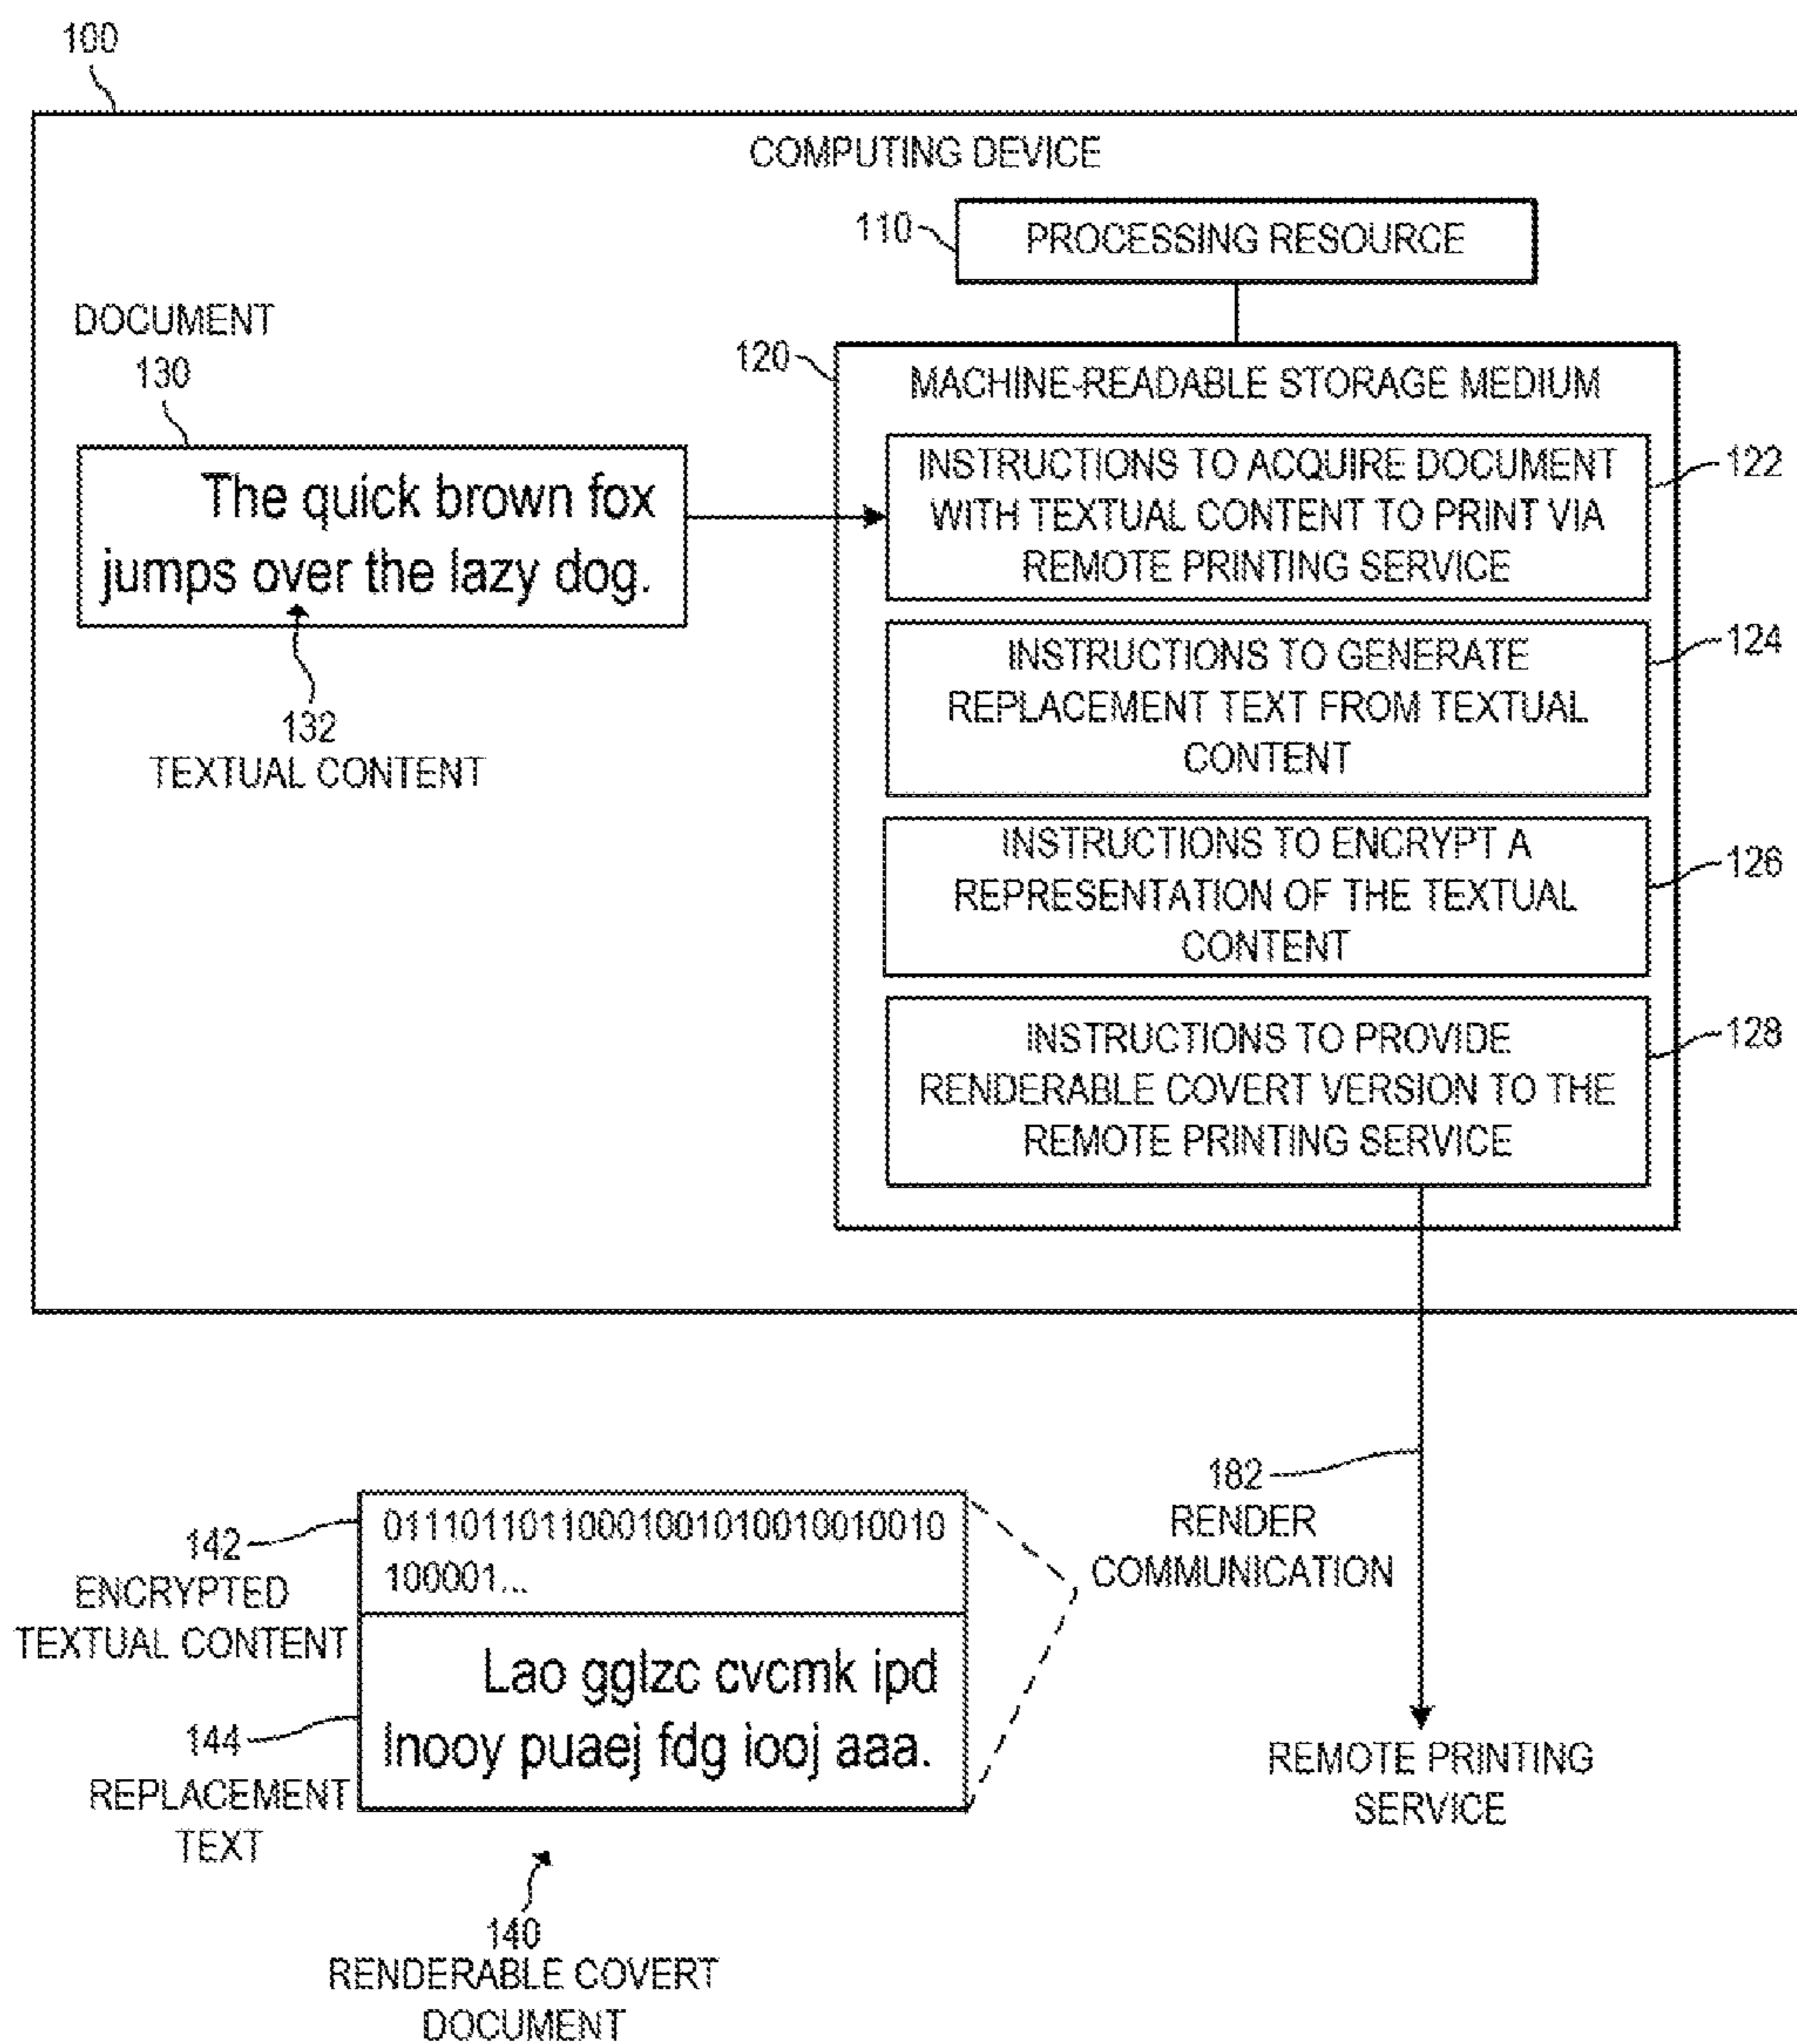 100
COMPUTING DEVICE
110
PROCESSING RESOURCE
DOCUMENT
130
The quick brown fox
jumps over the lazy dog.
132
TEXTUAL CONTENT
120
MACHINE-READABLE STORAGE MEDIUM
INSTRUCTIONS TO ACQUIRE DOCUMENT
WITH TEXTUAL CONTENT TO PRINT VIA
REMOTE PRINTING SERVICE
122
INSTRUCTIONS TO GENERATE
REPLACEMENT TEXT FROM TEXTUAL
CONTENT
124
INSTRUCTIONS TO ENCRYPT A
REPRESENTATION OF THE TEXTUAL
CONTENT
126
INSTRUCTIONS TO PROVIDE
RENDERABLE COVERT VERSION TO THE
REMOTE PRINTING SERVICE
128
182
RENDER
COMMUNICATION
REMOTE PRINTING
SERVICE
142
ENCRYPTED
TEXTUAL CONTENT
0111011011000100101001001001​0
100001...
144
REPLACEMENT
TEXT
Lao gglzc cvcmk ipd
lnooy puaej fdg iooj aaa.
140
RENDERABLE COVERT
DOCUMENT